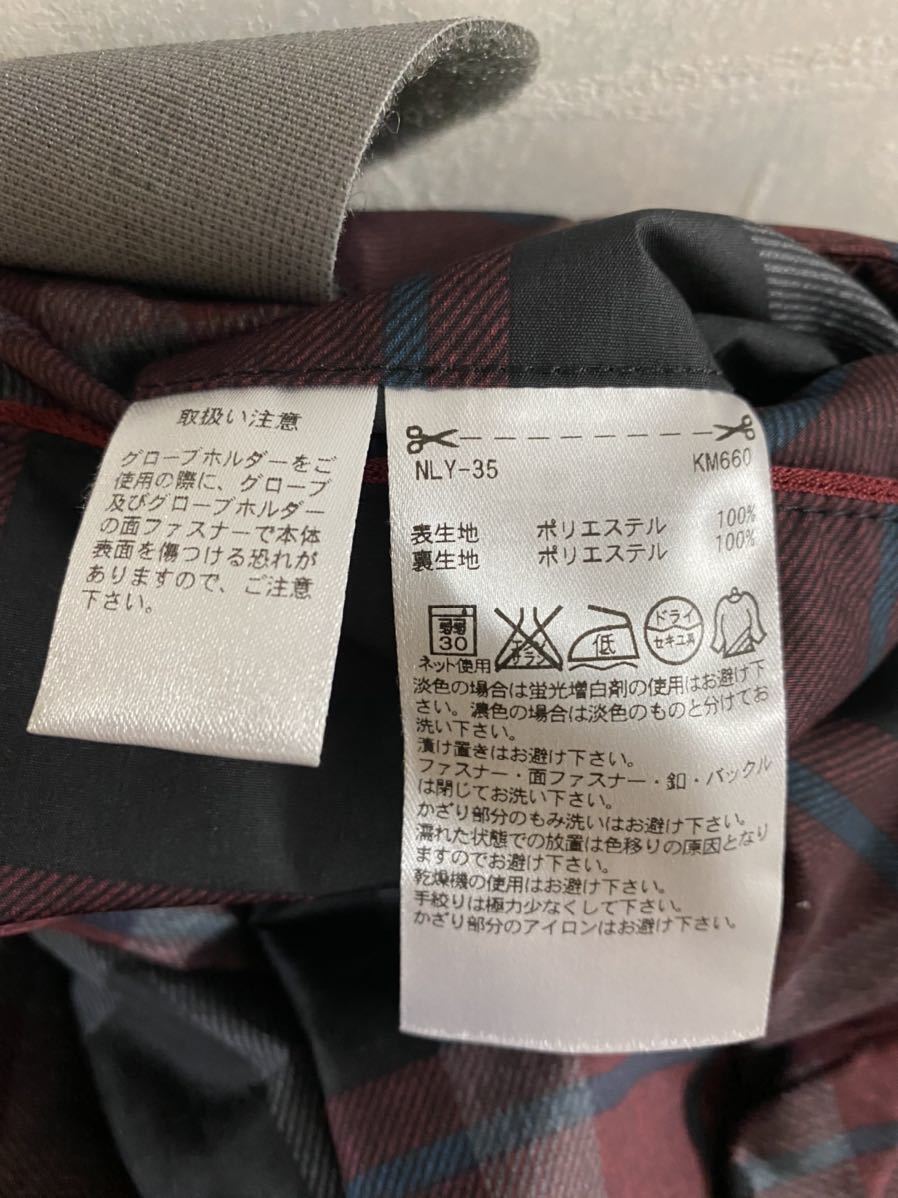 取扱い注意
グローブホルダーをご
使用の際に、グローブ
及びグローブホルダー
の面ファスナーで本体
表面を傷つける恐れが
ありますので、ご注意
下さい。
NLY-35 KM660
表生地 ポリエステル 100%
裏生地 ポリエステル 100%
30 エンソ サラシ 低 ドライ セキユ系
ネット使用
淡色の場合は蛍光増白剤の使用はお避け下
さい。濃色の場合は淡色のものと分けてお
洗い下さい。
漬け置きはお避け下さい。
ファスナー・面ファスナー・釦・バックル
は閉じてお洗い下さい。
かざり部分のもみ洗いはお避け下さい。
濡れた状態での放置は色移りの原因となり
ますのでお避け下さい。
乾燥機の使用はお避け下さい。
手絞りは極力少なくして下さい。
かざり部分のアイロンはお避け下さい。